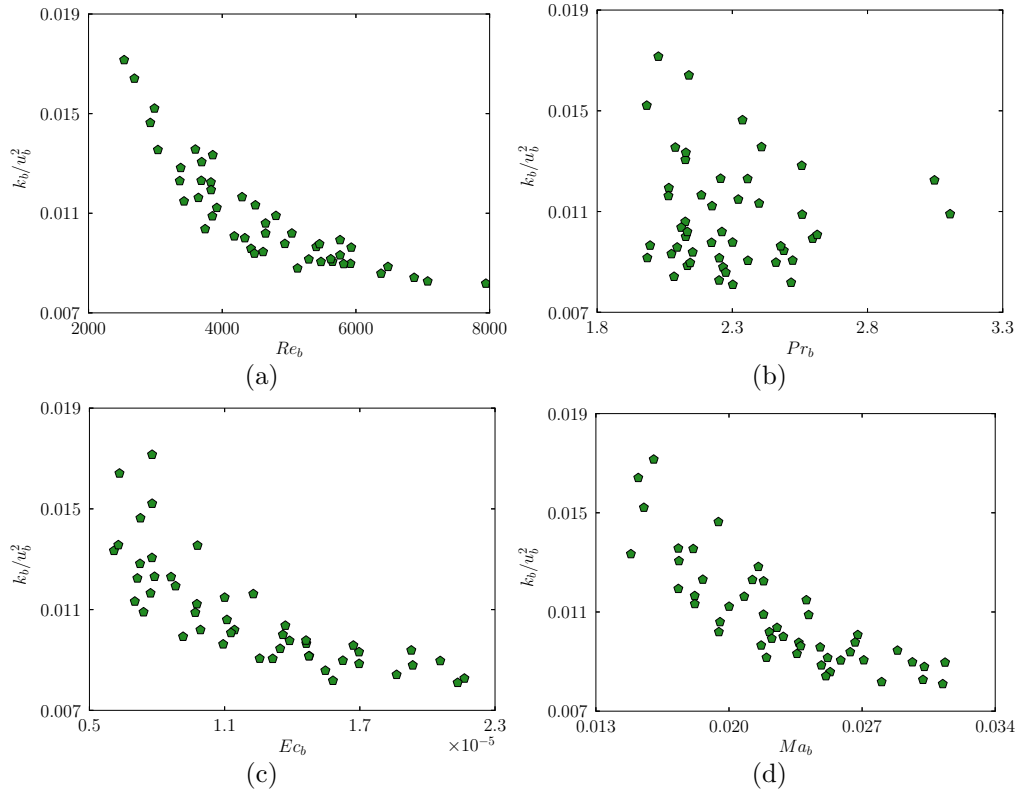 0.019
0.015
0.011
0.007
k_b/u_b^2
2000 4000 6000 8000
Re_b
(a)
0.019
0.015
0.011
0.007
k_b/u_b^2
1.8 2.3 2.8 3.3
Pr_b
(b)
0.019
0.015
0.011
0.007
k_b/u_b^2
0.5 1.1 1.7 2.3
Ec_b ×10^{-5}
(c)
0.019
0.015
0.011
0.007
k_b/u_b^2
0.013 0.020 0.027 0.034
Ma_b
(d)